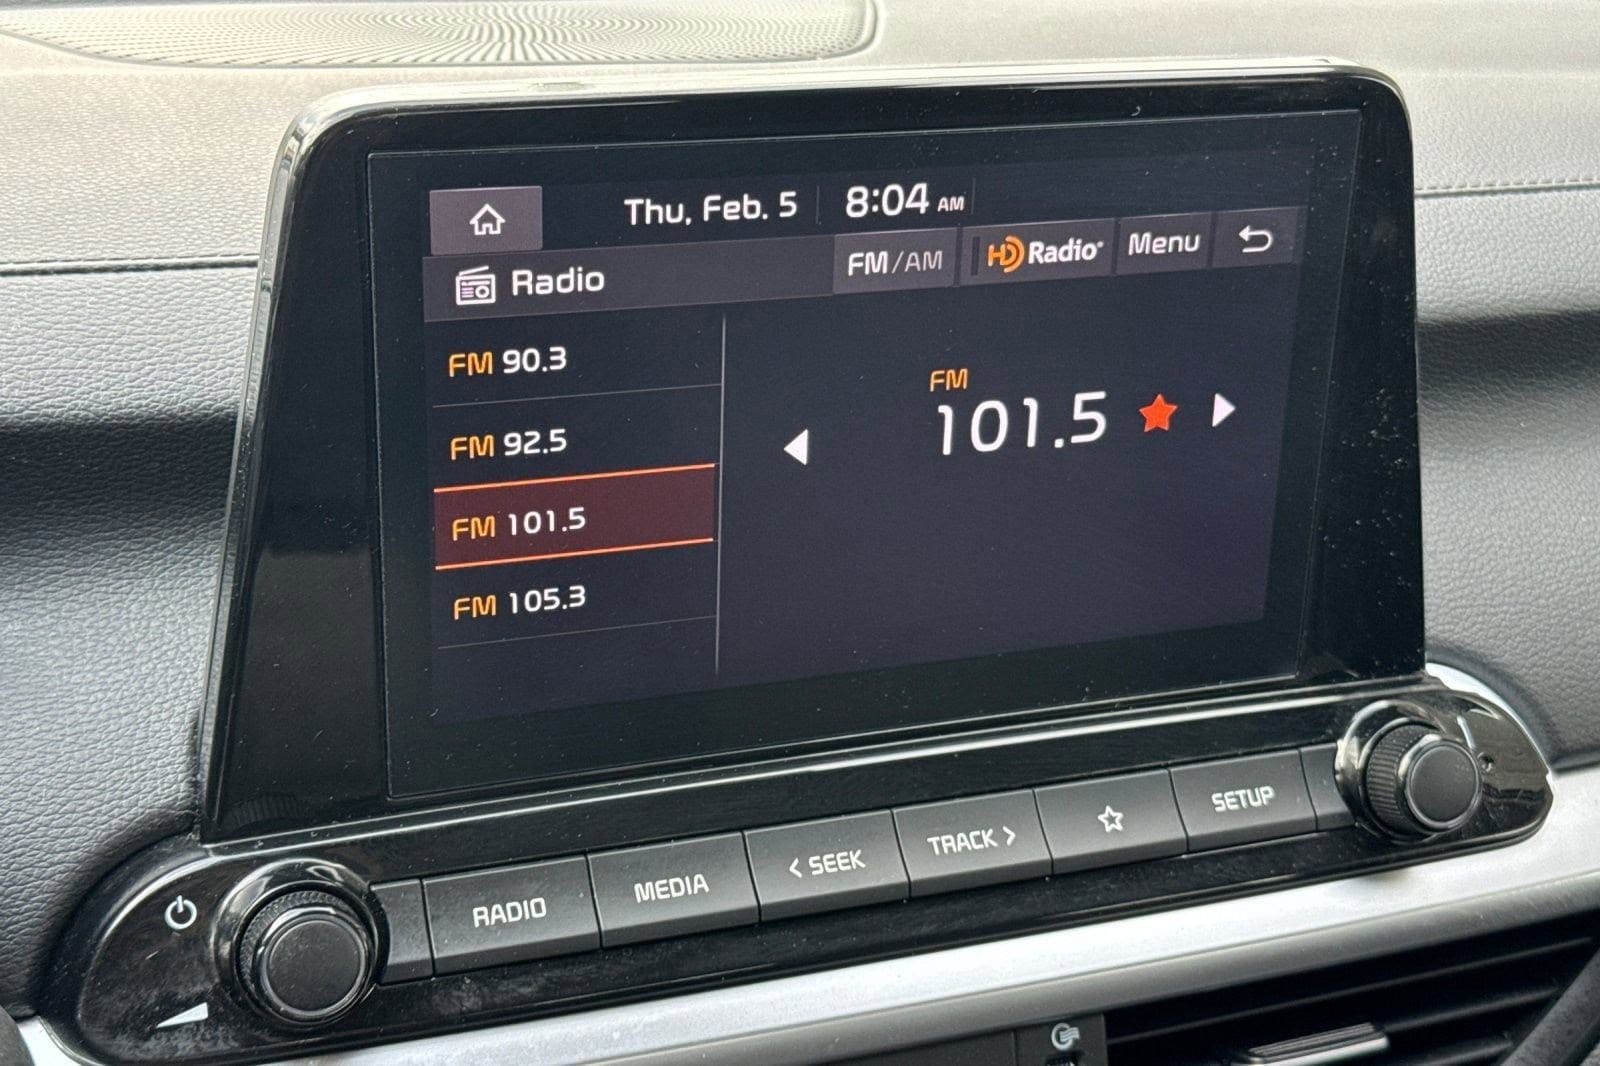 Thu, Feb. 5 8:04 AM
Radio FM/AM HD Radio® Menu
FM 90.3
FM 92.5
FM 101.5
FM 105.3
FM
101.5
RADIO MEDIA < SEEK TRACK > SETUP